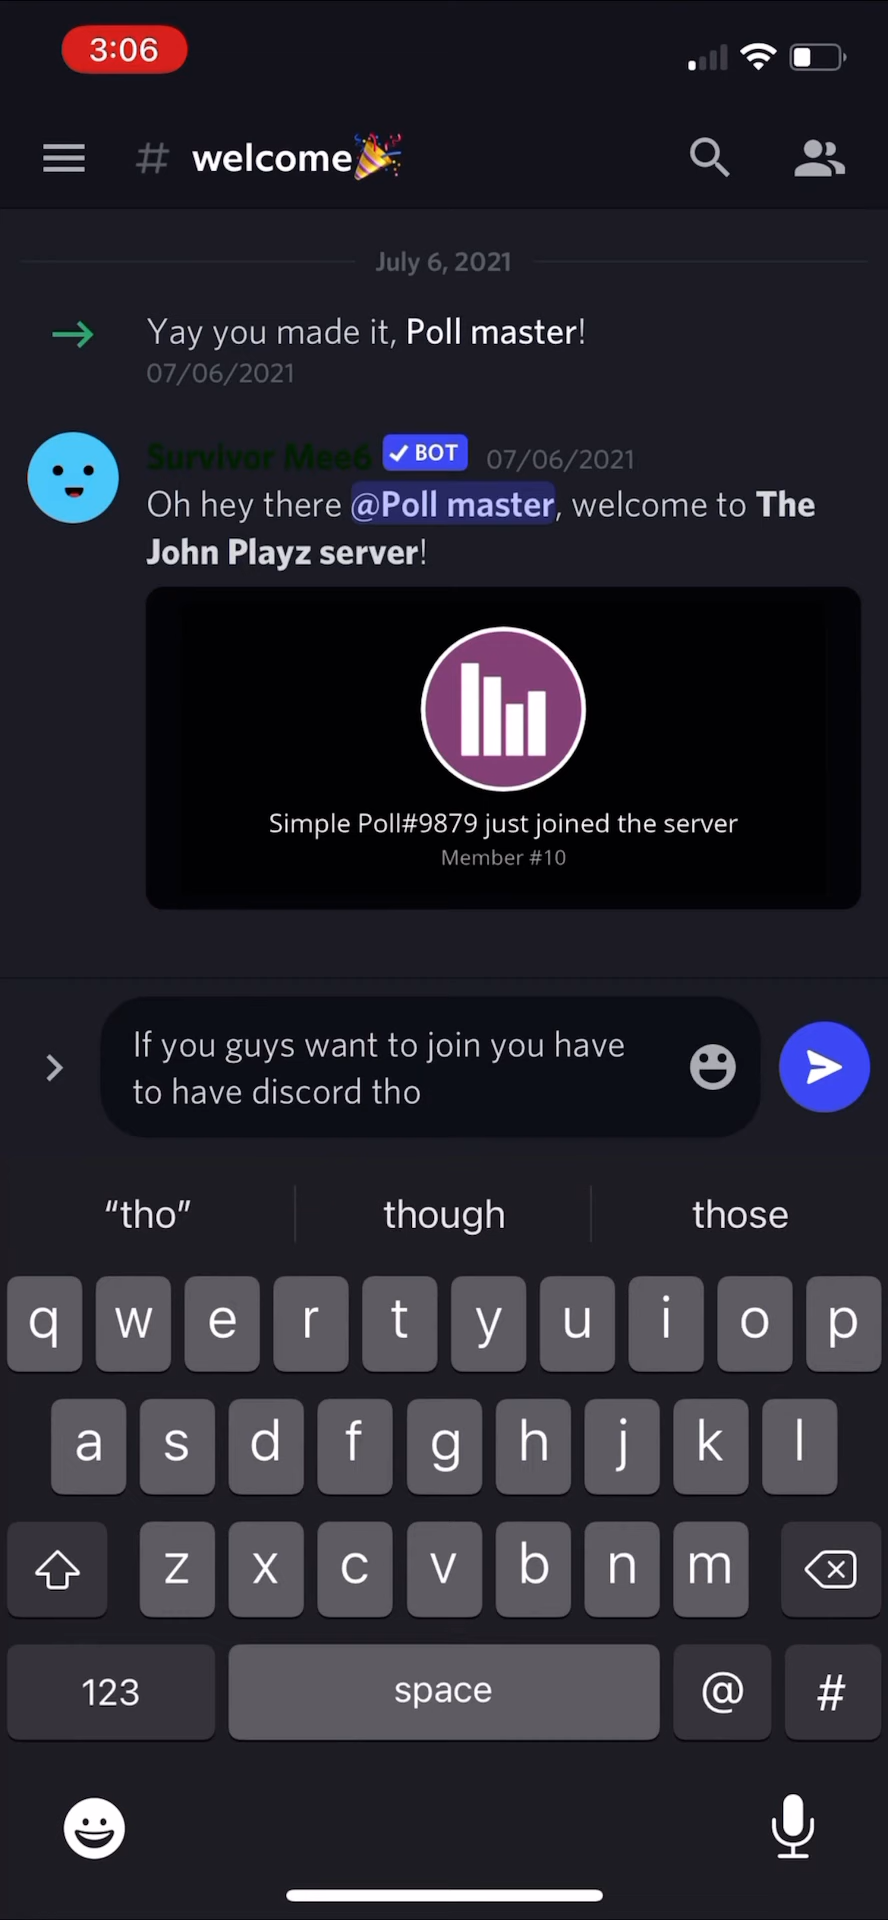 3:06
# welcome🎉
July 6, 2021
Yay you made it, Poll master!
07/06/2021
Survivor Mee6 ✓ BOT 07/06/2021
Oh hey there @Poll master, welcome to The
John Playz server!
Simple Poll#9879 just joined the server
Member #10
If you guys want to join you have
to have discord tho
“tho” though those
q w e r t y u i o p
a s d f g h j k l
z x c v b n m
123 space @ #